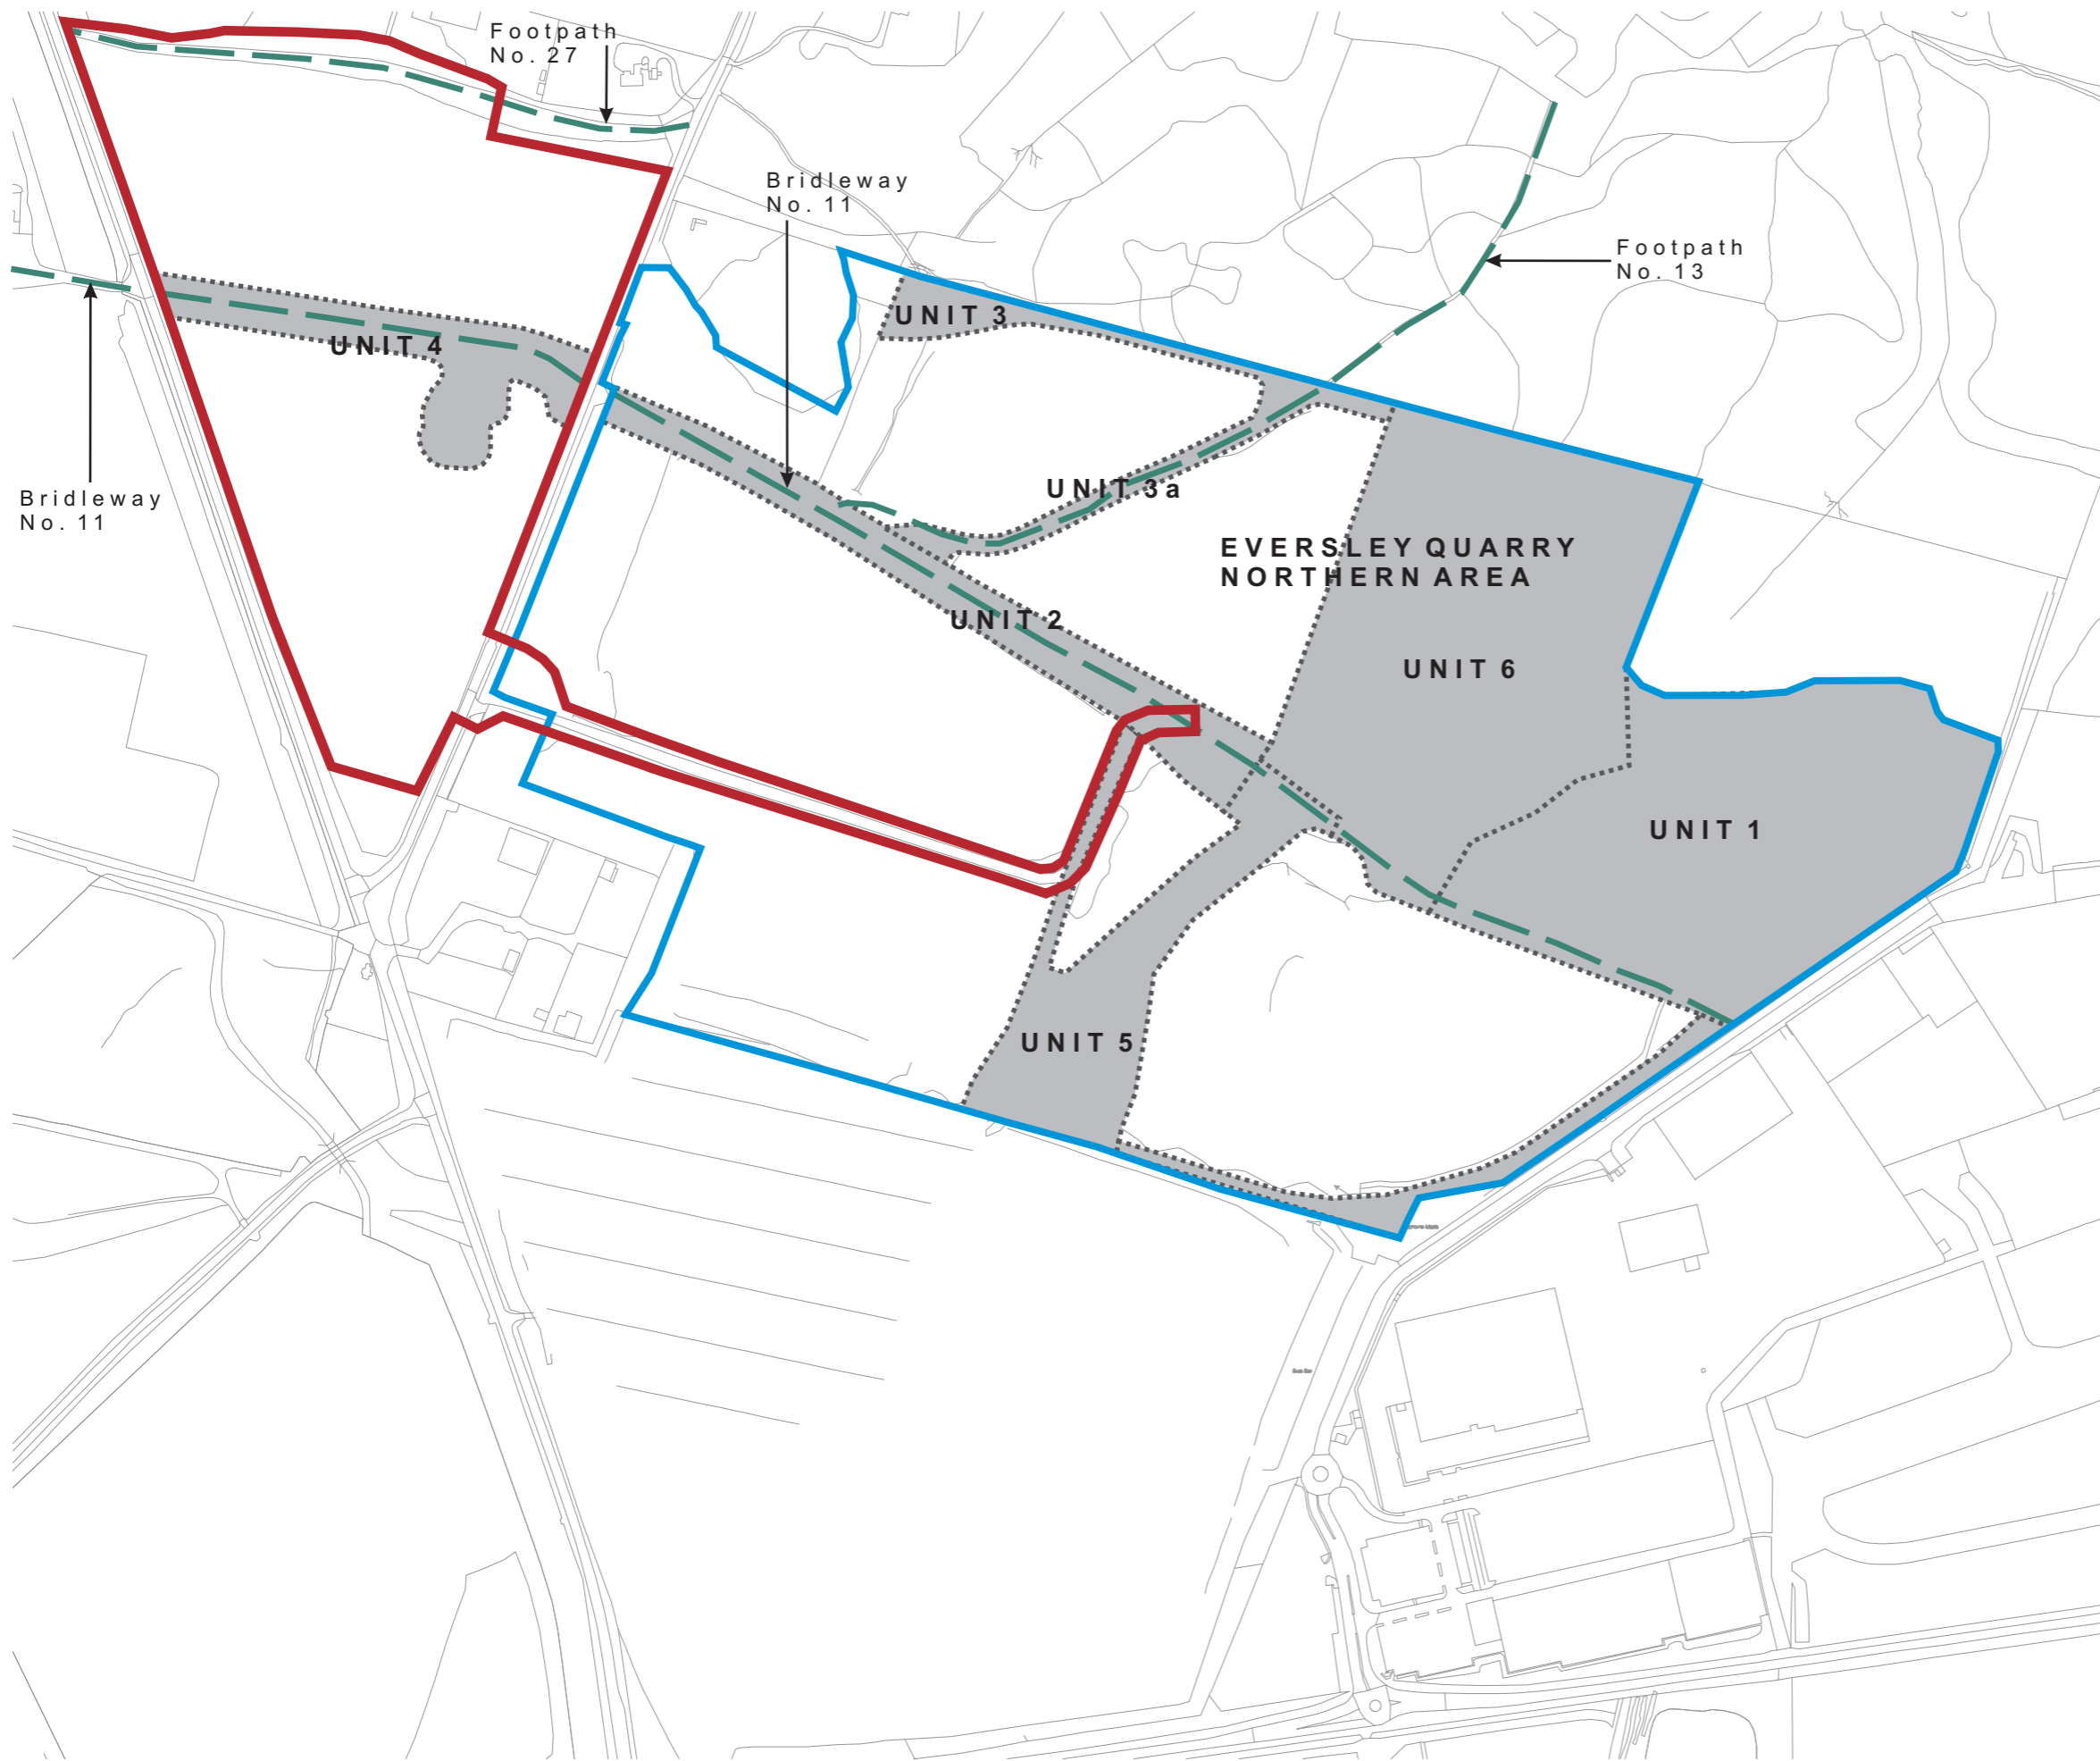 Footpath
No. 27
Bridleway
No. 11
Footpath
No. 13
UNIT 3
UNIT 4
UNIT 3a
Bridleway
No. 11
EVERSLEY QUARRY
NORTHERN AREA
UNIT 2
UNIT 6
UNIT 1
UNIT 5